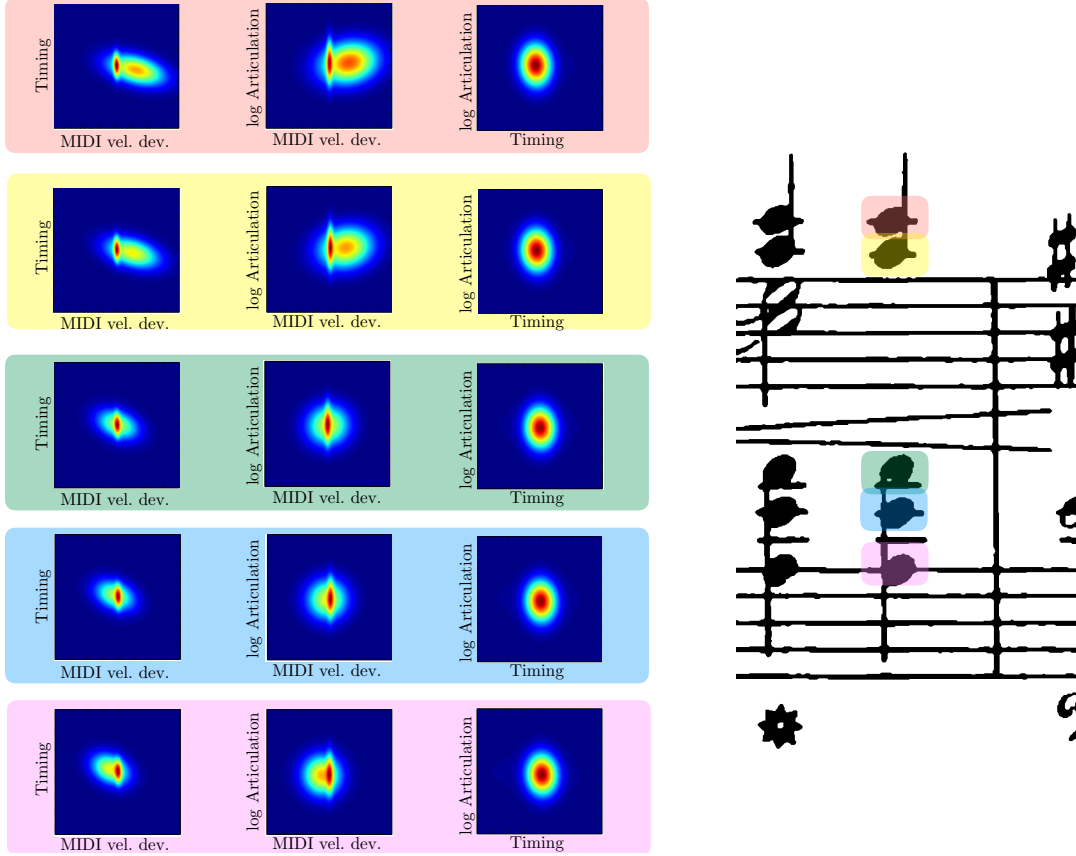 Timing
MIDI vel. dev.
log Articulation
MIDI vel. dev.
log Articulation
Timing
Timing
MIDI vel. dev.
log Articulation
MIDI vel. dev.
log Articulation
Timing
Timing
MIDI vel. dev.
log Articulation
MIDI vel. dev.
log Articulation
Timing
Timing
MIDI vel. dev.
log Articulation
MIDI vel. dev.
log Articulation
Timing
Timing
MIDI vel. dev.
log Articulation
MIDI vel. dev.
log Articulation
Timing